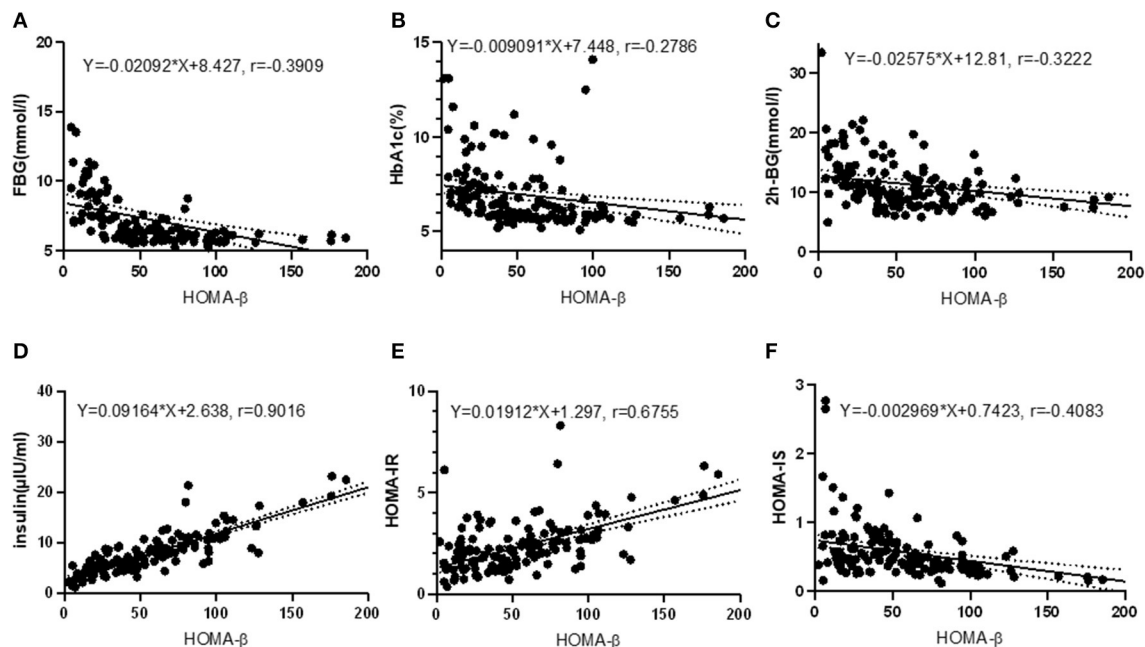 A
Y=-0.02092*X+8.427, r=-0.3909
FBG(mmol/l)
20
15
10
5
0 50 100 150 200
HOMA-β
B
Y=-0.009091*X+7.448, r=-0.2786
HbA1c(%)
15
10
5
0 50 100 150 200
HOMA-β
C
Y=-0.02575*X+12.81, r=-0.3222
2h-BG(mmol/l)
30
20
10
0
0 50 100 150 200
HOMA-β
D
Y=0.09164*X+2.638, r=0.9016
insulin(μIU/ml)
40
30
20
10
0
0 50 100 150 200
HOMA-β
E
Y=0.01912*X+1.297, r=0.6755
HOMA-IR
10
5
0
0 50 100 150 200
HOMA-β
F
Y=-0.002969*X+0.7423, r=-0.4083
HOMA-IS
3
2
1
0
0 50 100 150 200
HOMA-β